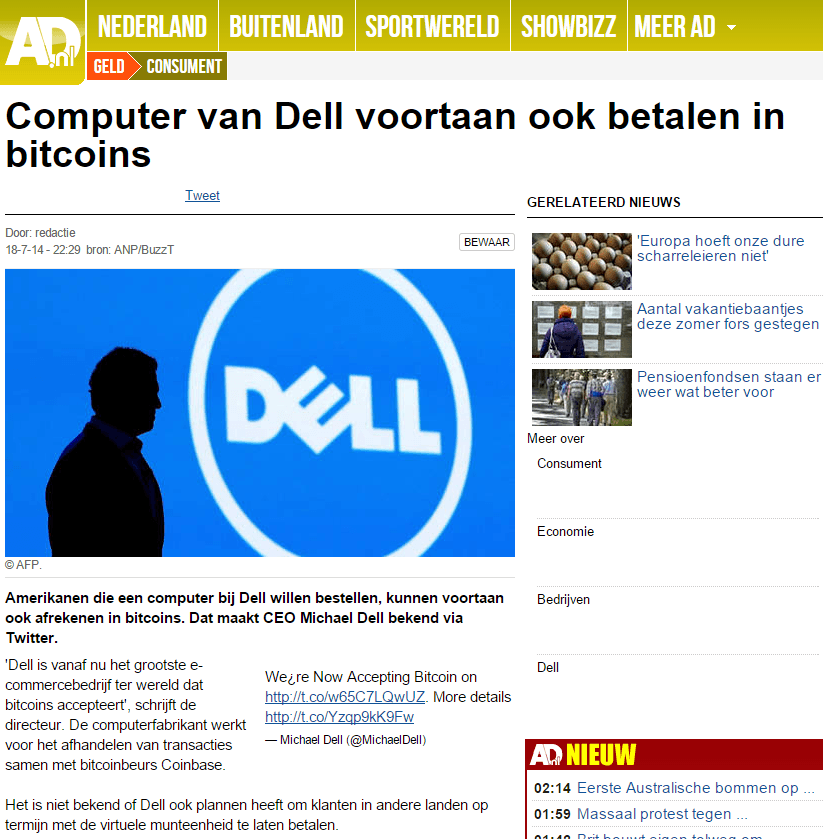 AD.nl
NEDERLAND
BUITENLAND
SPORTWERELD
SHOWBIZZ
MEER AD
GELD
CONSUMENT
Computer van Dell voortaan ook betalen in
bitcoins
Tweet
Door: redactie
18-7-14 - 22:29 bron: ANP/BuzzT
BEWAAR
DELL
© AFP.
Amerikanen die een computer bij Dell willen bestellen, kunnen voortaan
ook afrekenen in bitcoins. Dat maakt CEO Michael Dell bekend via
Twitter.
'Dell is vanaf nu het grootste e-
commercebedrijf ter wereld dat
bitcoins accepteert', schrijft de
directeur. De computerfabrikant werkt
voor het afhandelen van transacties
samen met bitcoinbeurs Coinbase.
We¿re Now Accepting Bitcoin on
http://t.co/w65C7LQwUZ. More details
http://t.co/Yzqp9kK9Fw
— Michael Dell (@MichaelDell)
Het is niet bekend of Dell ook plannen heeft om klanten in andere landen op
termijn met de virtuele munteenheid te laten betalen.
GERELATEERD NIEUWS
'Europa hoeft onze dure
scharreleieren niet'
Aantal vakantiebaantjes
deze zomer fors gestegen
Pensioenfondsen staan er
weer wat beter voor
Meer over
Consument
Economie
Bedrijven
Dell
AD.nl NIEUW
02:14 Eerste Australische bommen op ...
01:59 Massaal protest tegen ...